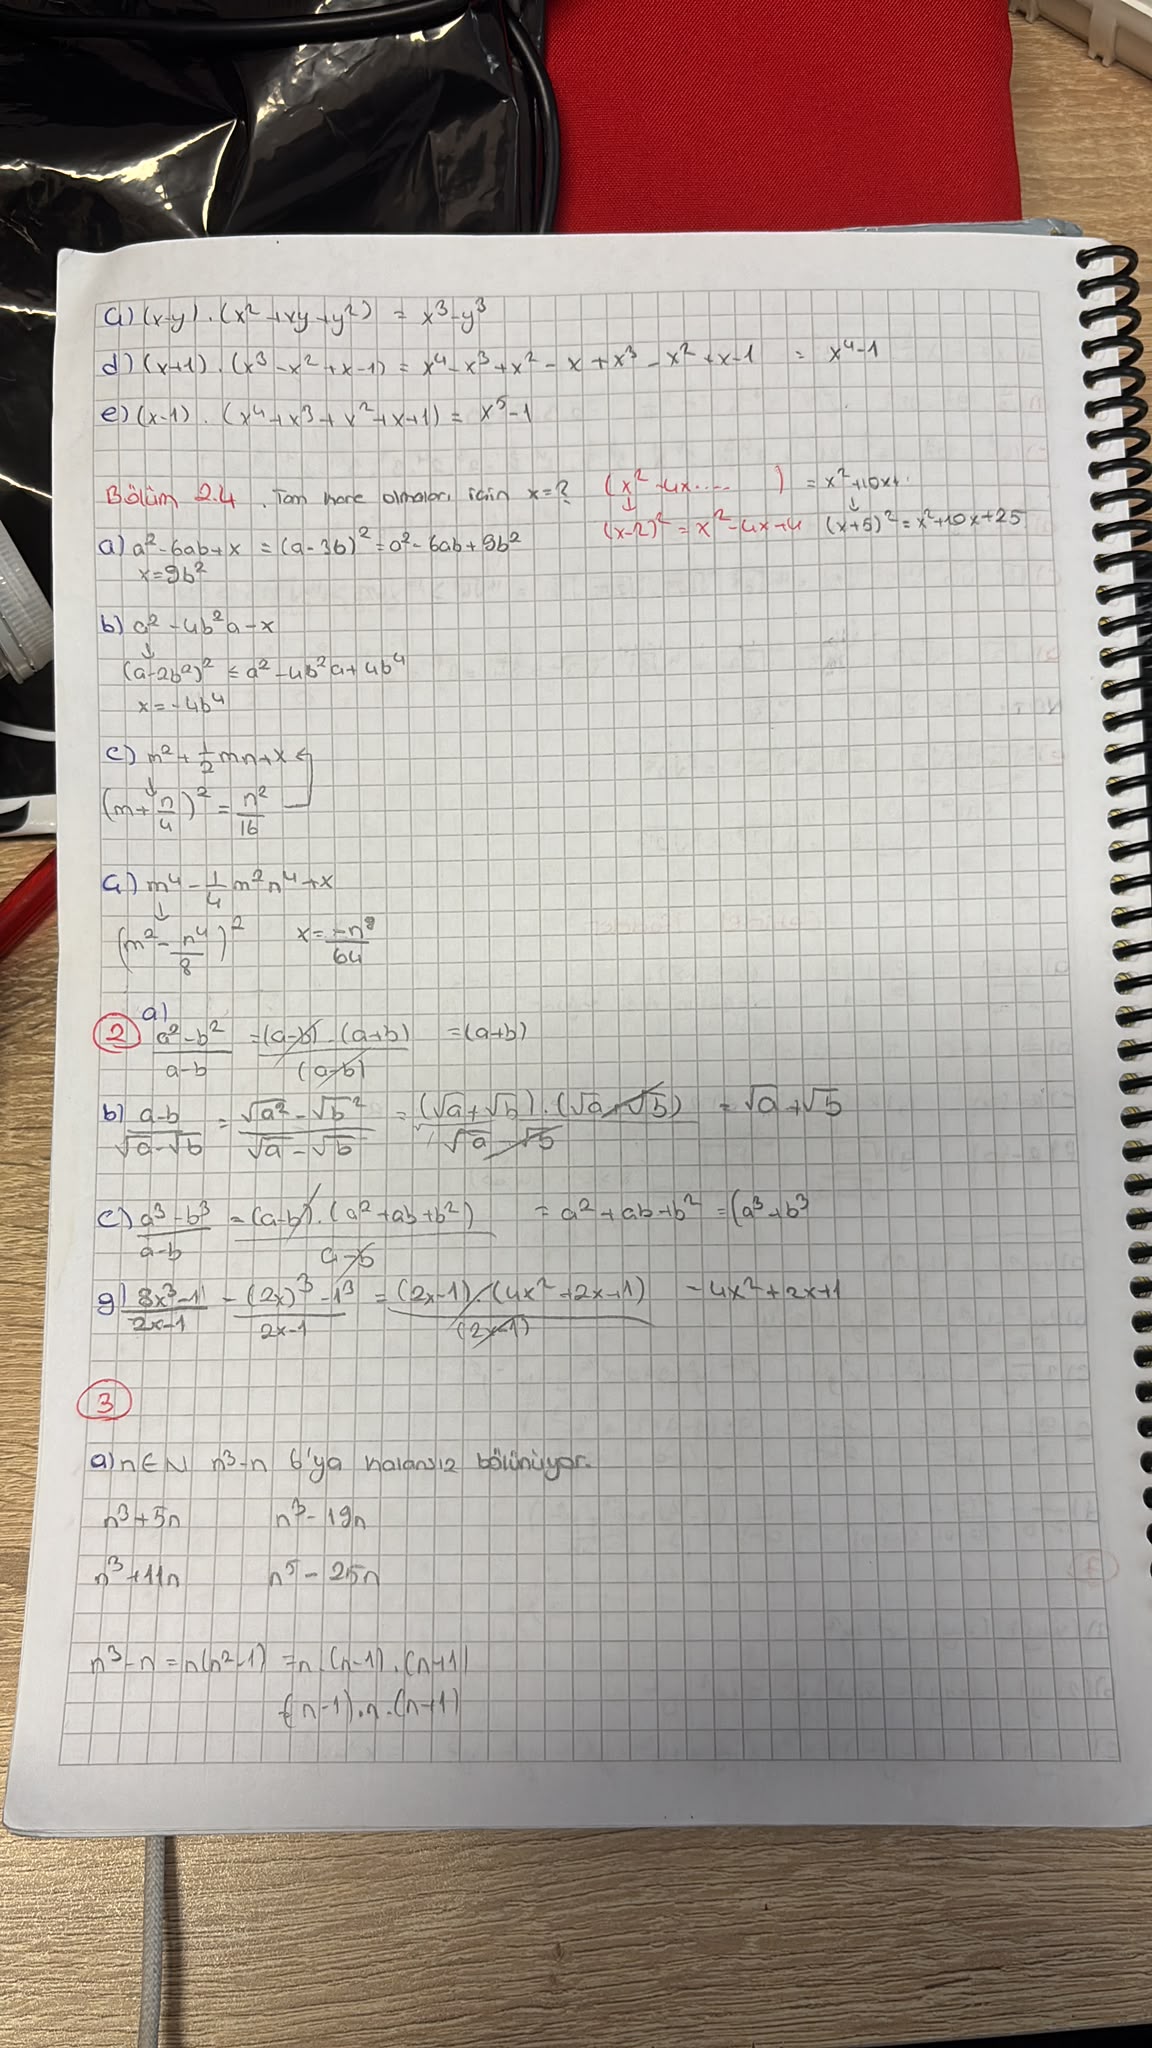 ç) (x-y).(x²+xy+y²) = x³-y³
d) (x+1).(x³-x²+x-1) = x⁴-x³+x²-x+x³-x²+x-1 = x⁴-1
e) (x-1).(x⁴+x³+x²+x+1) = x⁵-1
Bölüm 2.4. Tam kare olmaları için x=? (x²-4x.... ) = x²+10x+
↓ ↓
(x-2)² = x²-4x+4 (x+5)² = x²+10x+25
a) a²-6ab+x = (a-3b)² = a²-6ab+9b²
x=9b²
b) a²-4b²a-x
↓
(a-2b²)² = a²-4b²a+4b⁴
x=-4b⁴
c) m²+½mn+x
↓
(m+n/4)² = n²/16
ç) m⁴-1/4 m²n⁴+x
↓
(m²-n⁴/8)² x=-n⁸/64
a)
② (a²-b²)/(a-b) = (a-b).(a+b)/(a-b) = (a+b)
b) (a-b)/(√a-√b) = (√a²-√b²)/(√a-√b) = (√a+√b).(√a-√b)/(√a-√b) = √a+√b
c) (a³-b³)/(a-b) = (a-b).(a²+ab+b²)/(a-b) = a²+ab+b² = (a³+b³
g) (8x³-1)/(2x-1) - ((2x)³-1³)/(2x-1) = (2x-1).(4x²+2x+1)/(2x-1) - 4x²+2x+1
③
a) n∈N n³-n 6'ya kalansız bölünüyor.
n³+5n n³-19n
n³+11n n⁵-25n
n³-n = n(n²-1) = n.(n-1).(n+1)
= (n-1).n.(n+1)